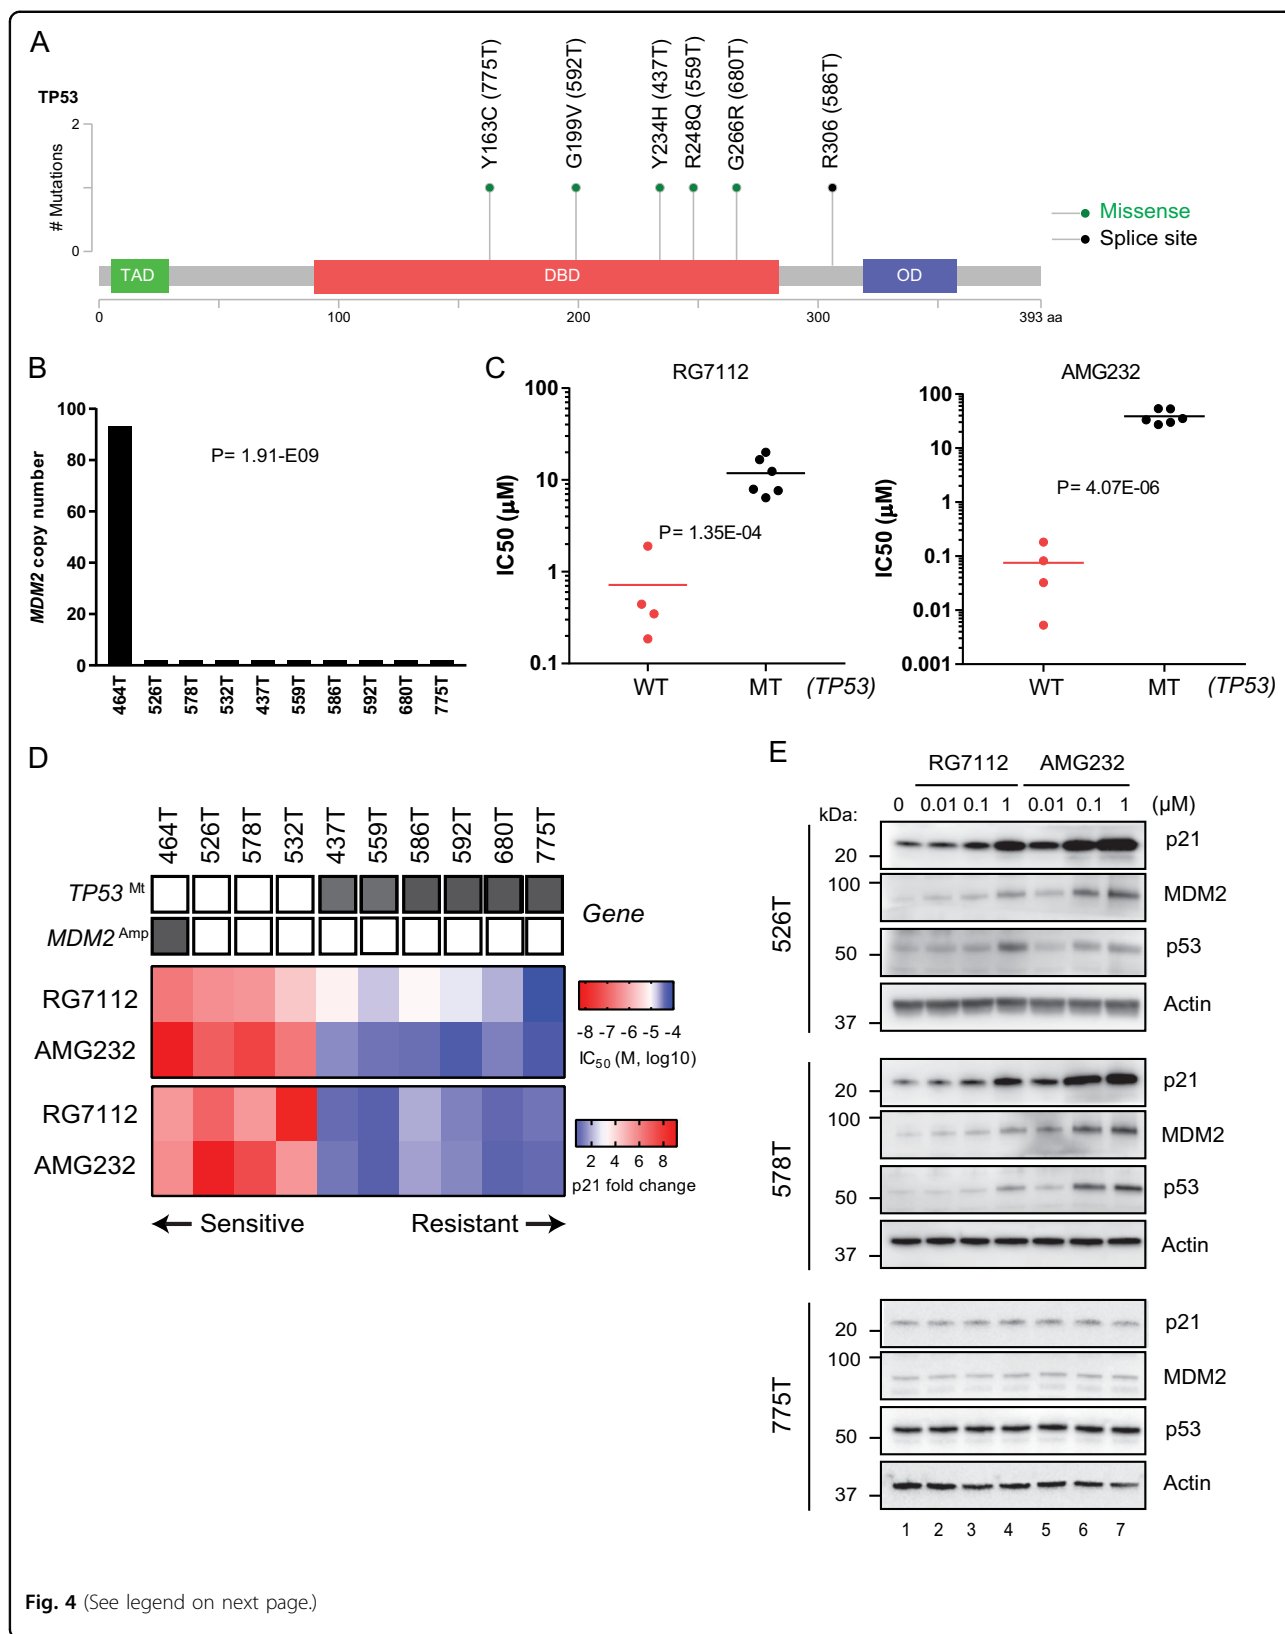 A
TP53
# Mutations
2
0
Y163C (775T)
G199V (592T)
Y234H (437T)
R248Q (559T)
G266R (680T)
R306 (586T)
Missense
Splice site
TAD
DBD
OD
0
100
200
300
393 aa
B
MDM2 copy number
100
80
60
40
20
0
P= 1.91-E09
464T
526T
578T
532T
437T
559T
586T
592T
680T
775T
C
RG7112
IC50 (µM)
100
10
1
0.1
P= 1.35E-04
WT
MT
(TP53)
AMG232
IC50 (µM)
100
10
1
0.1
0.01
0.001
P= 4.07E-06
WT
MT
(TP53)
D
464T
526T
578T
532T
437T
559T
586T
592T
680T
775T
TP53 Mt
MDM2 Amp
Gene
RG7112
AMG232
-8 -7 -6 -5 -4
IC50 (M, log10)
RG7112
AMG232
2 4 6 8
p21 fold change
← Sensitive
Resistant →
E
RG7112 AMG232
kDa: 0 0.01 0.1 1 0.01 0.1 1 (µM)
526T
20 p21
100 MDM2
50 p53
37 Actin
578T
20 p21
100 MDM2
50 p53
37 Actin
775T
20 p21
100 MDM2
50 p53
37 Actin
1 2 3 4 5 6 7
Fig. 4 (See legend on next page.)